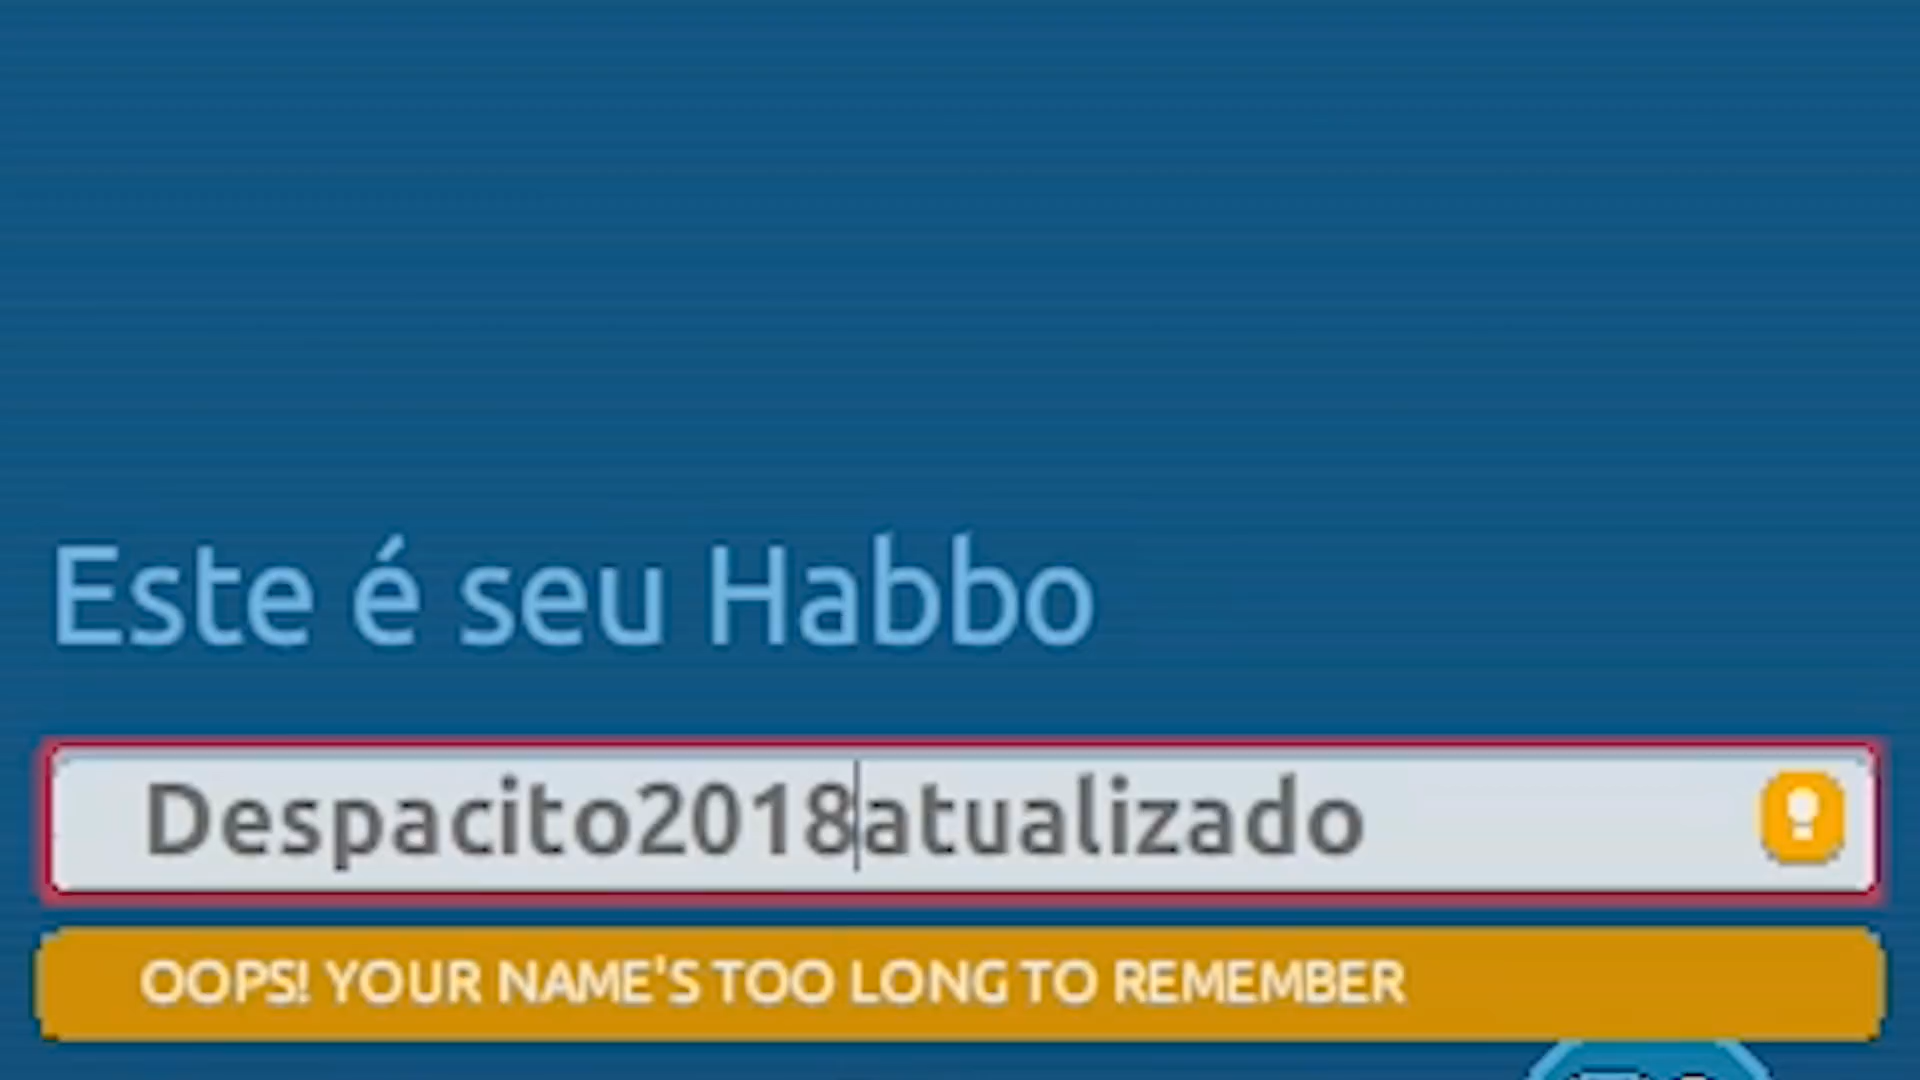 Este é seu Habbo
Despacito2018atualizado
OOPS! YOUR NAME'S TOO LONG TO REMEMBER